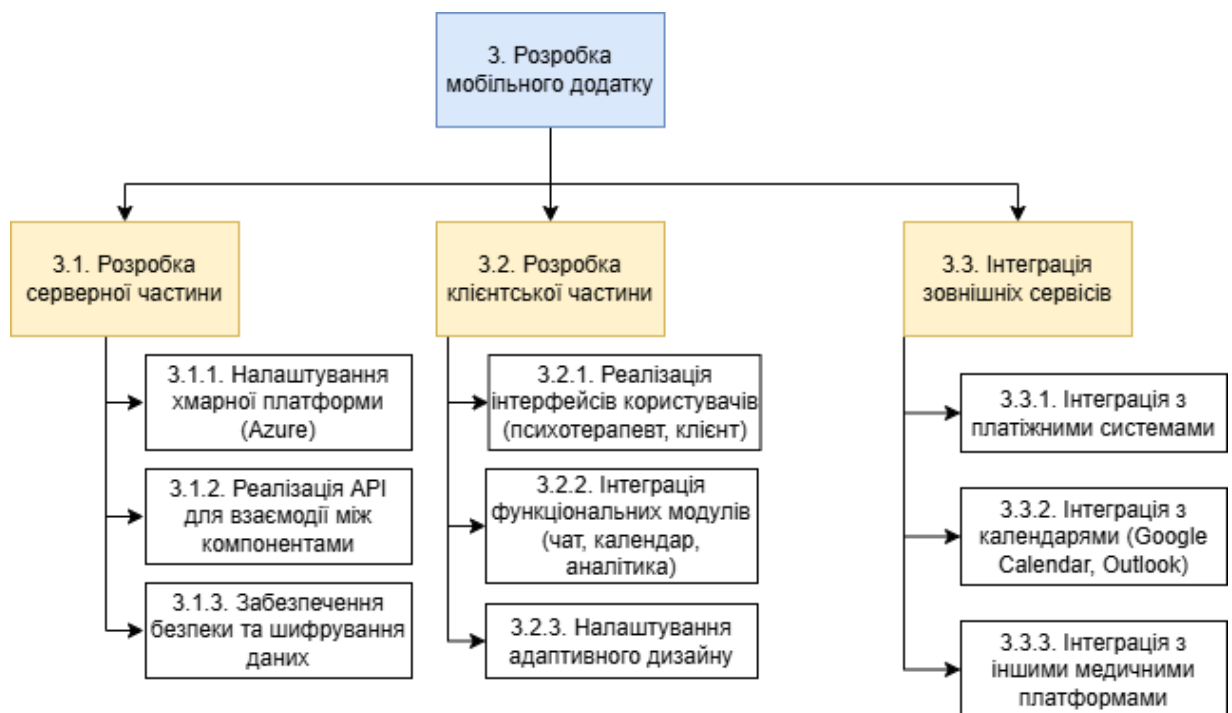 3. Розробка
мобільного додатку
3.1. Розробка
серверної частини
3.2. Розробка
клієнтської частини
3.3. Інтеграція
зовнішніх сервісів
3.1.1. Налаштування
хмарної платформи
(Azure)
3.1.2. Реалізація API
для взаємодії між
компонентами
3.1.3. Забезпечення
безпеки та шифрування
даних
3.2.1. Реалізація
інтерфейсів користувачів
(психотерапевт, клієнт)
3.2.2. Інтеграція
функціональних модулів
(чат, календар,
аналітика)
3.2.3. Налаштування
адаптивного дизайну
3.3.1. Інтеграція з
платіжними системами
3.3.2. Інтеграція з
календарями (Google
Calendar, Outlook)
3.3.3. Інтеграція з
іншими медичними
платформами